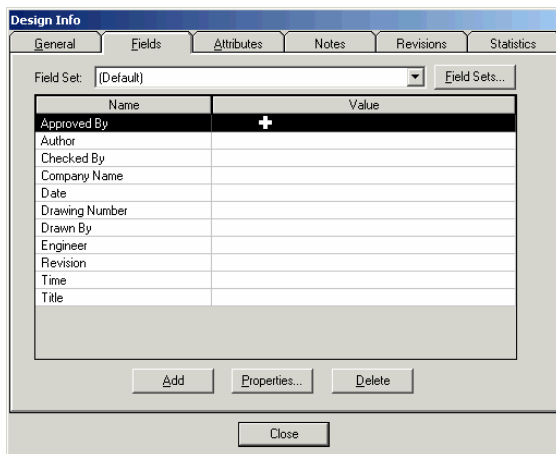 Design Info
General Fields Attributes Notes Revisions Statistics
Field Set: (Default) Field Sets...
Name Value
Approved By
Author
Checked By
Company Name
Date
Drawing Number
Drawn By
Engineer
Revision
Time
Title
Add Properties... Delete
Close